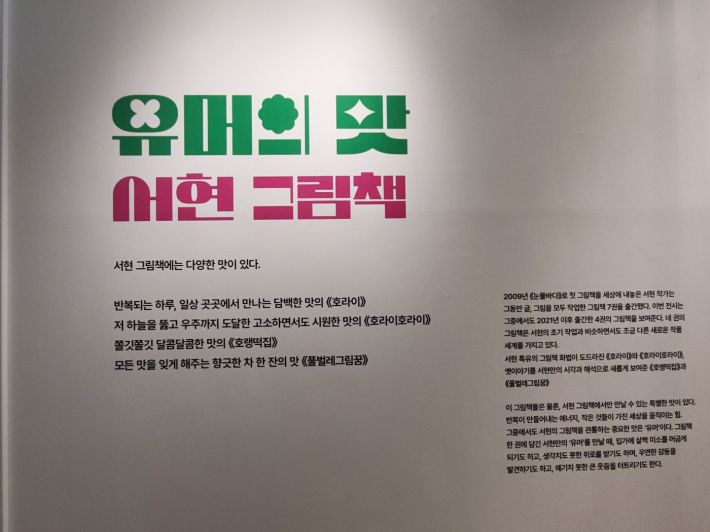 유머의 맛
서현 그림책
서현 그림책에는 다양한 맛이 있다.
반복되는 하루, 일상 곳곳에서 만나는 담백한 맛의 《호라이》
저 하늘을 뚫고 우주까지 도달한 고소하면서도 시원한 맛의 《호라이호라이》
쫄깃쫄깃 달콤달콤한 맛의 《호랭떡집》
모든 맛을 잊게 해주는 향긋한 차 한 잔의 맛 《풀벌레그림꿈》
2009년 《눈물바다》로 첫 그림책을 세상에 내놓은 서현 작가는
그동안 글, 그림을 모두 작업한 그림책 7권을 출간했다. 이번 전시는
그중에서도 2021년 이후 출간한 4권의 그림책을 보여준다. 네 권의
그림책은 서현의 초기 작업과 비슷하면서도 조금 다른 새로운 작품
세계를 가지고 있다.
서현 특유의 그림책 화법이 도드라진 《호라이》와 《호라이호라이》,
옛이야기를 서현만의 시각과 해석으로 새롭게 보여준 《호랭떡집》과
《풀벌레그림꿈》
이 그림책들은 물론, 서현 그림책에서만 만날 수 있는 특별한 맛이 있다.
반복이 만들어내는 에너지, 작은 것들이 가진 세상을 움직이는 힘.
그중에서도 서현의 그림책을 관통하는 중요한 맛은 '유머'이다. 그림책
한 권에 담긴 서현만의 '유머'를 만날 때, 입가에 살짝 미소를 머금게
되기도 하고, 생각지도 못한 위로를 받기도 하며, 우연한 감동을
발견하기도 하고, 예기치 못한 큰 웃음을 터트리기도 한다.